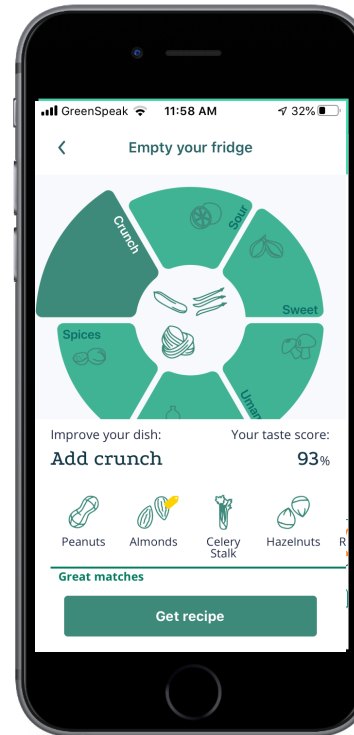 GreenSpeak 11:58 AM 32%
Empty your fridge
Crunch
Sour
Sweet
Spices
Umam
Improve your dish: Your taste score:
Add crunch 93%
Peanuts Almonds Celery Hazelnuts R
Stalk
Great matches
Get recipe